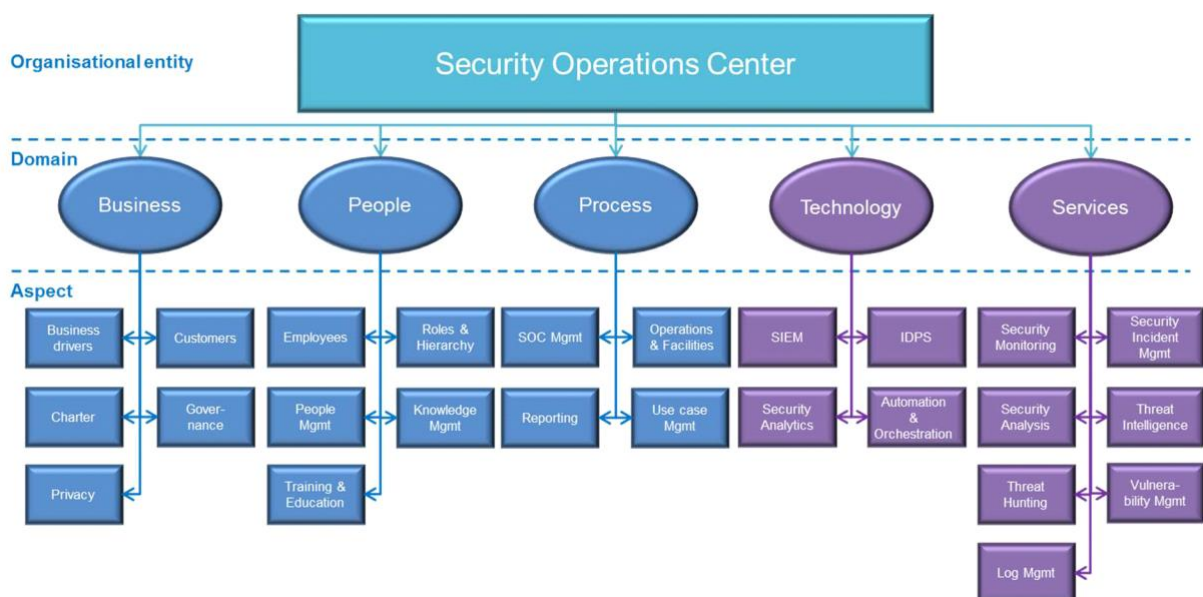 Organisational entity
Security Operations Center
Domain
Business
People
Process
Technology
Services
Aspect
Business
drivers
Customers
Charter
Gover-
nance
Privacy
Employees
Roles &
Hierarchy
People
Mgmt
Knowledge
Mgmt
Training &
Education
SOC Mgmt
Operations
& Facilities
Reporting
Use case
Mgmt
SIEM
IDPS
Security
Analytics
Automation
&
Orchestration
Security
Monitoring
Security
Incident
Mgmt
Security
Analysis
Threat
Intelligence
Threat
Hunting
Vulnera-
bility Mgmt
Log Mgmt